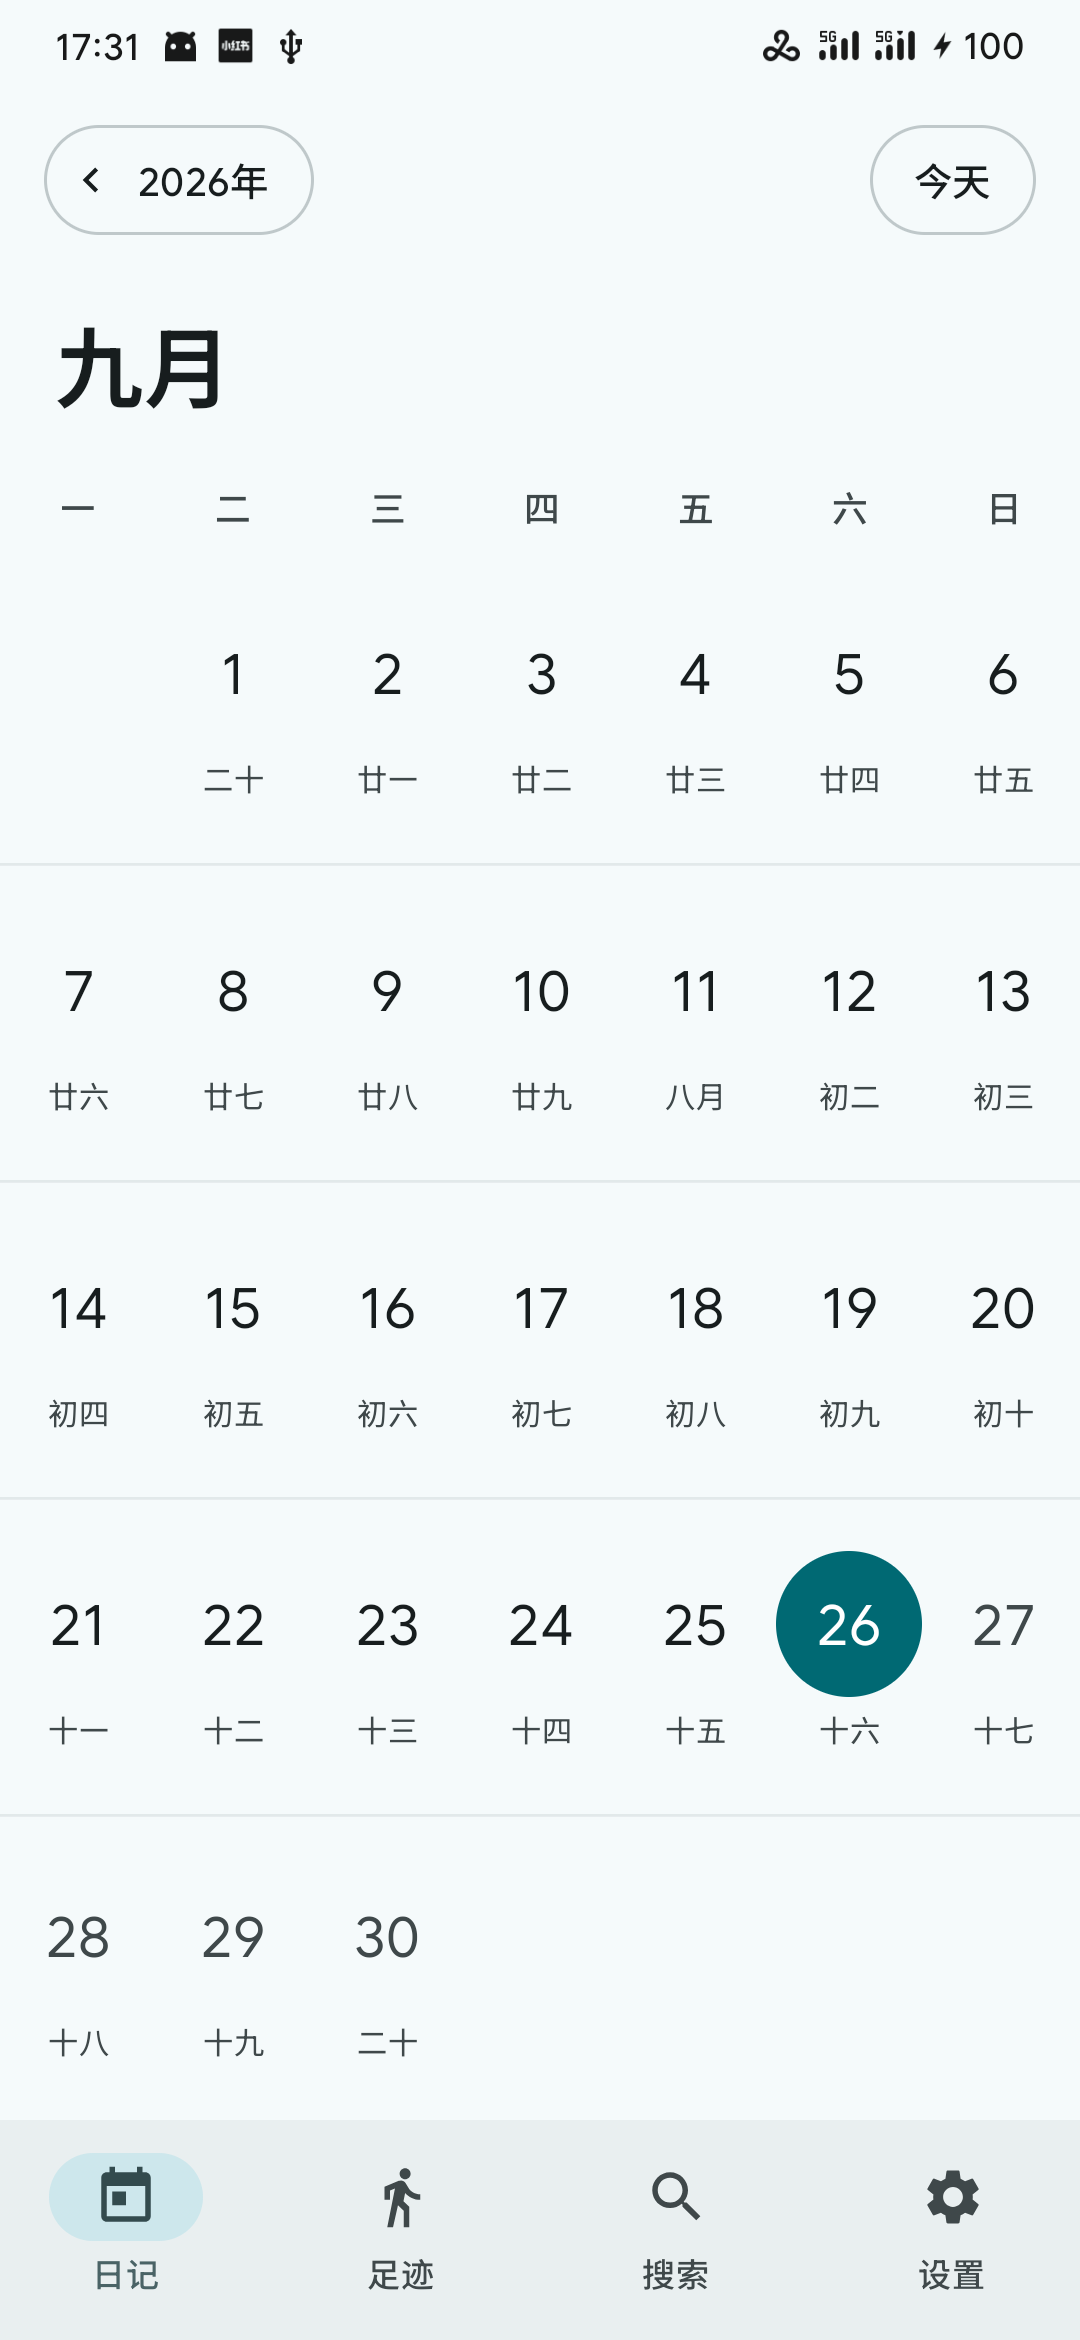 17:31 小红书 5G 5G 100
2026年 今天
九月
一 二 三 四 五 六 日
1 2 3 4 5 6
二十 廿一 廿二 廿三 廿四 廿五
7 8 9 10 11 12 13
廿六 廿七 廿八 廿九 八月 初二 初三
14 15 16 17 18 19 20
初四 初五 初六 初七 初八 初九 初十
21 22 23 24 25 26 27
十一 十二 十三 十四 十五 十六 十七
28 29 30
十八 十九 二十
日记 足迹 搜索 设置